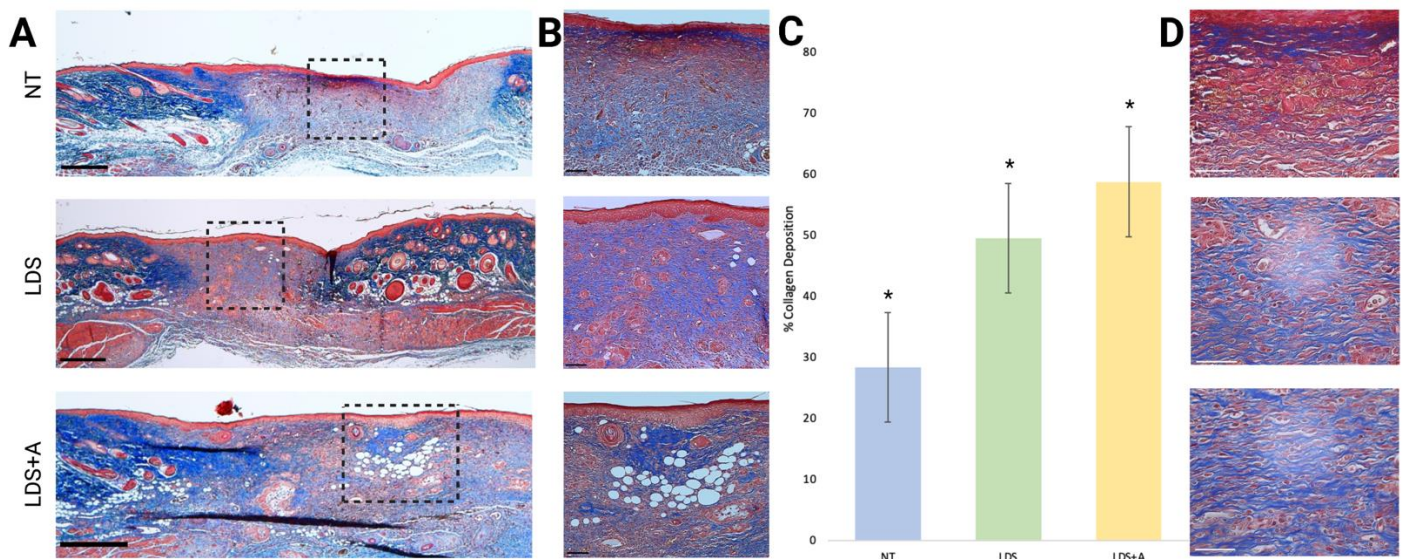 A
B
C
D
NT
LDS
LDS+A
% Collagen Deposition
80
70
60
50
40
30
20
10
0
*
*
*
NT
LDS
LDS+A